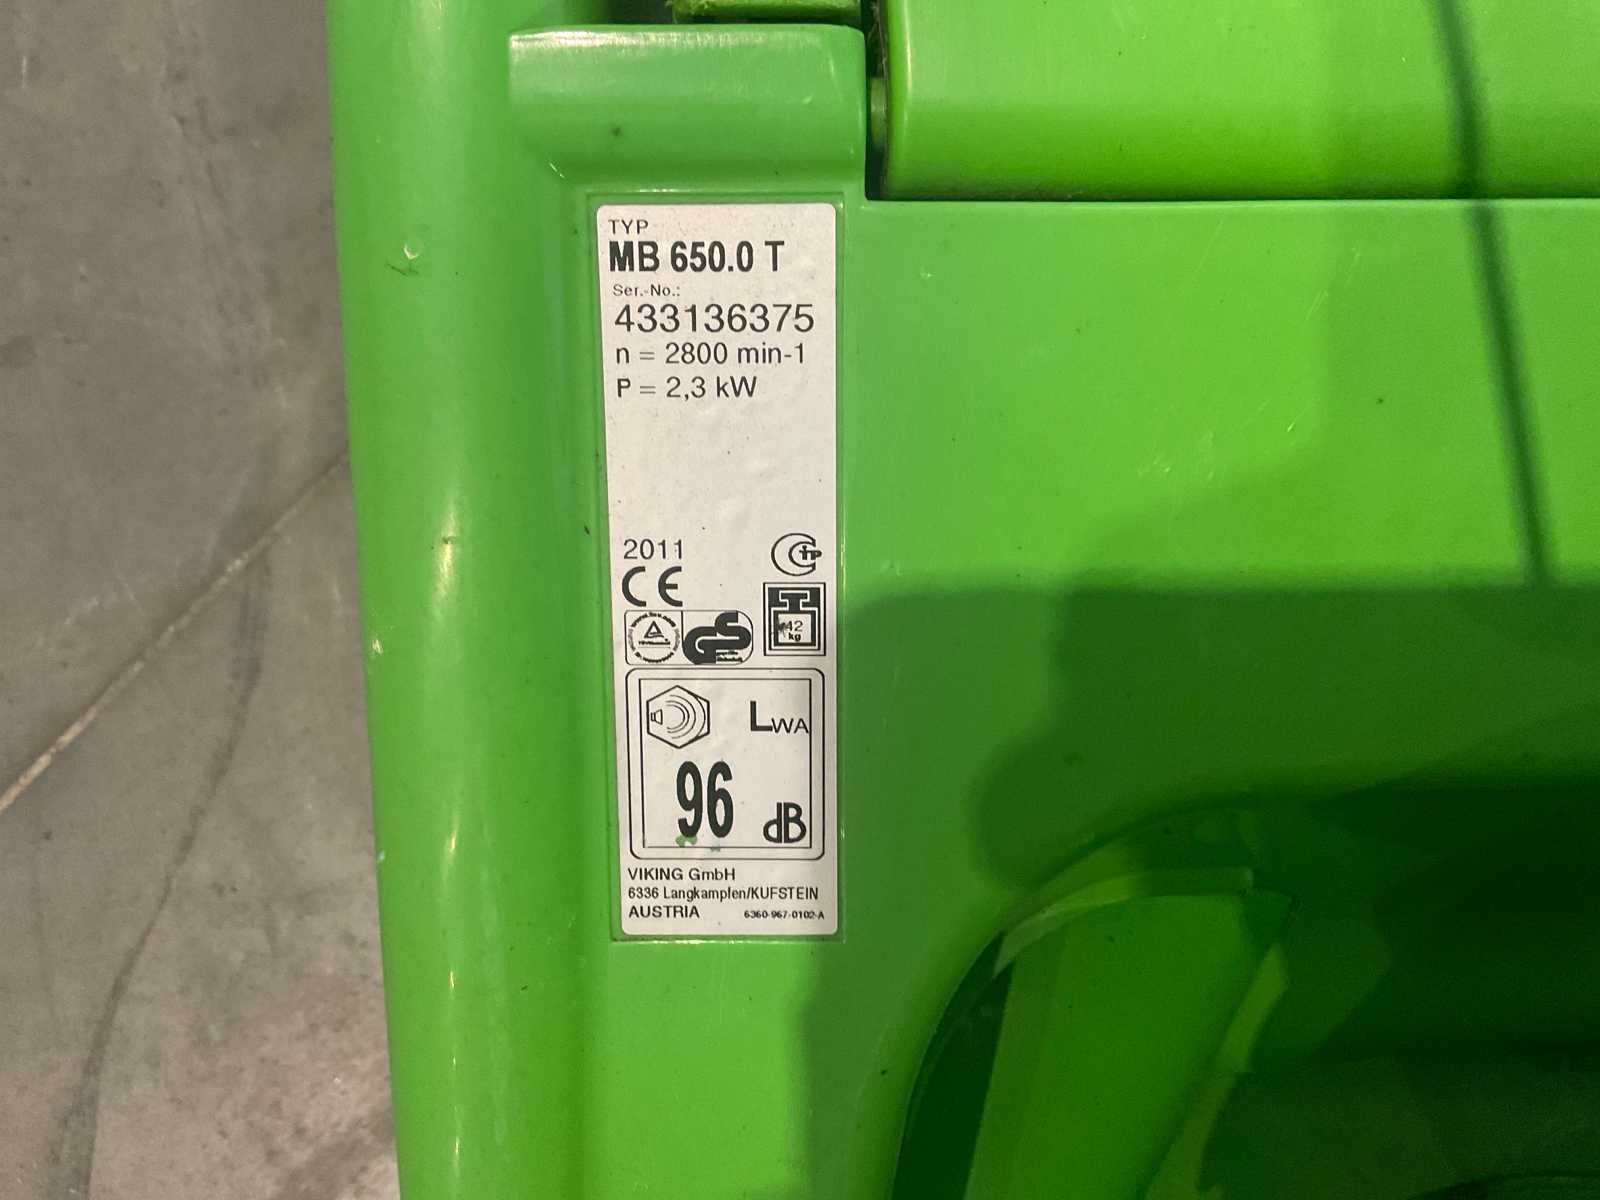 TYP
MB 650.0 T
Ser.-No.:
433136375
n = 2800 min-1
P = 2,3 kW
2011
CE
42
kg
LWA
96
dB
VIKING GmbH
6336 Langkampfen/KUFSTEIN
AUSTRIA 6360-967-0102-A